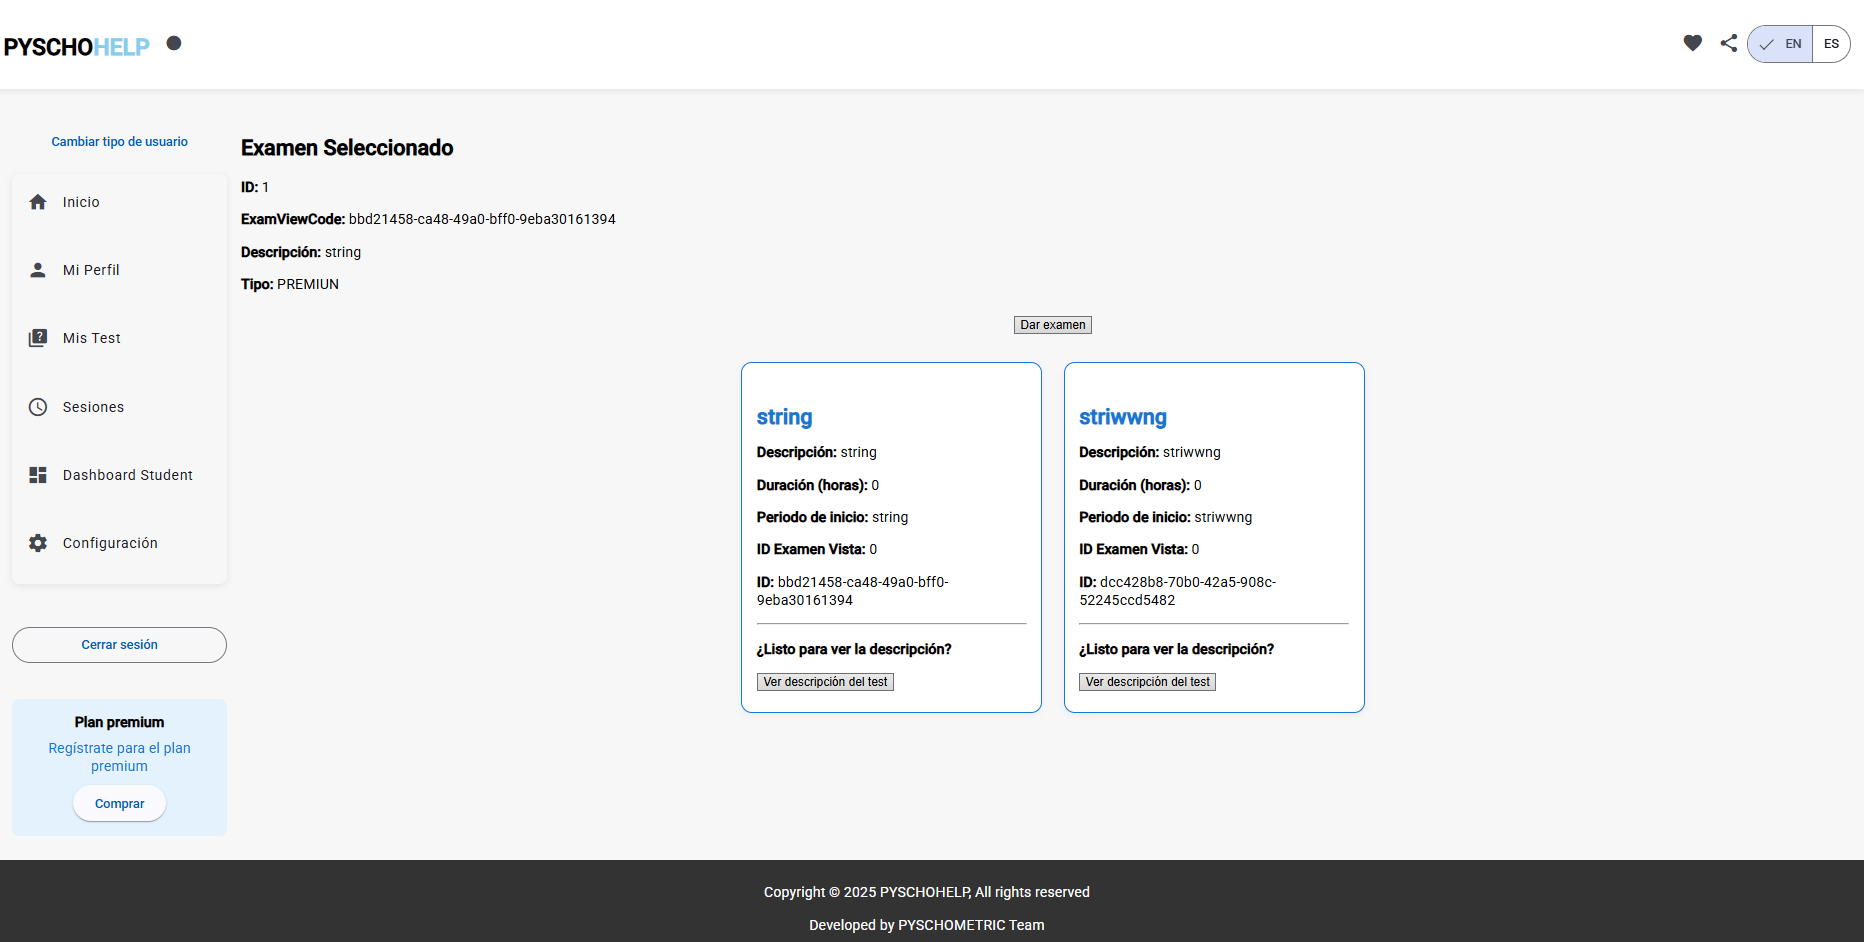 PYSCHOHELP
EN
ES
Cambiar tipo de usuario
Inicio
Mi Perfil
Mis Test
Sesiones
Dashboard Student
Configuración
Cerrar sesión
Plan premium
Regístrate para el plan
premium
Comprar
Examen Seleccionado
ID: 1
ExamViewCode: bbd21458-ca48-49a0-bff0-9eba30161394
Descripción: string
Tipo: PREMIUN
Dar examen
string
Descripción: string
Duración (horas): 0
Periodo de inicio: string
ID Examen Vista: 0
ID: bbd21458-ca48-49a0-bff0-
9eba30161394
¿Listo para ver la descripción?
Ver descripción del test
striwwng
Descripción: striwwng
Duración (horas): 0
Periodo de inicio: striwwng
ID Examen Vista: 0
ID: dcc428b8-70b0-42a5-908c-
52245ccd5482
¿Listo para ver la descripción?
Ver descripción del test
Copyright © 2025 PYSCHOHELP, All rights reserved
Developed by PYSCHOMETRIC Team